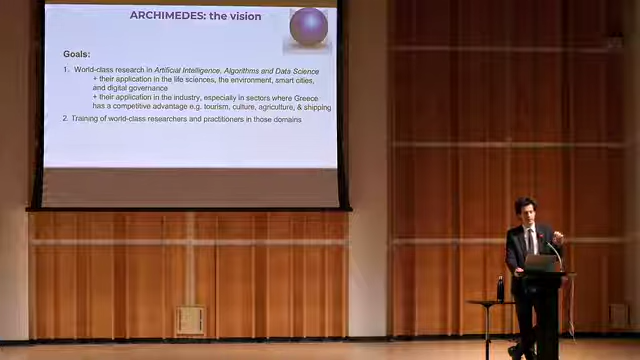 ARCHIMEDES: the vision
Goals:
1. World-class research in Artificial Intelligence, Algorithms and Data Science
+ their application in the life sciences, the environment, smart cities,
and digital governance
+ their application in the industry, especially in sectors where Greece
has a competitive advantage e.g. tourism, culture, agriculture, & shipping
2. Training of world-class researchers and practitioners in those domains